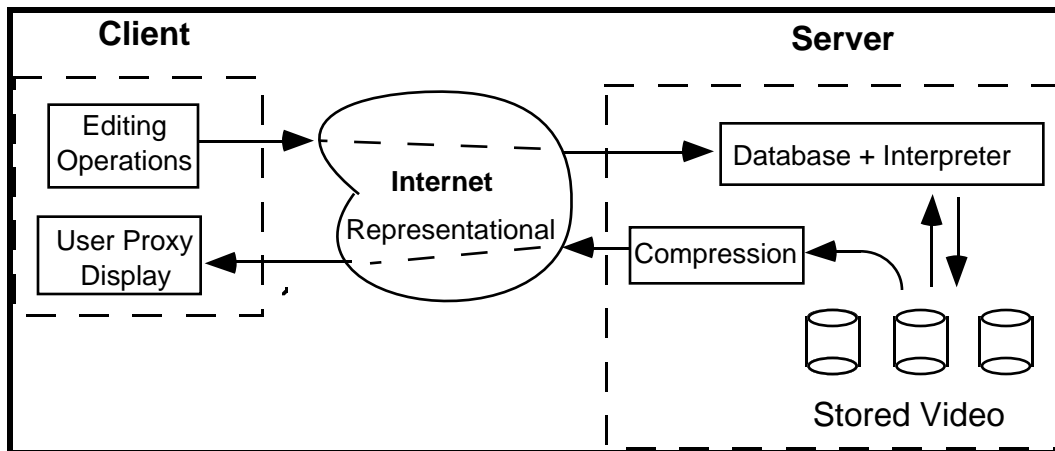 Client
Server
Editing
Operations
Database + Interpreter
Internet
Representational
User Proxy
Display
Compression
Stored Video